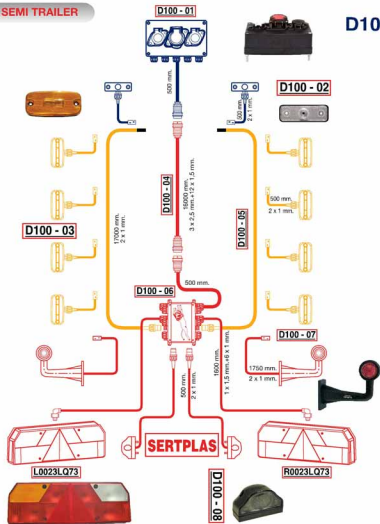 SEMI TRAILER
D100 - 01
D10
500 mm.
500 mm.
2 x 1 mm.
D100 - 02
D100 - 04
16000 mm.
3 x 2,5 mm.+12 x 1,5 mm.
17000 mm.
2 x 1 mm.
D100 - 03
D100 - 05
500 mm.
2 x 1 mm.
500 mm.
D100 - 06
D100 - 07
1750 mm.
2 x 1 mm.
500 mm.
2 x 1 mm.
1600 mm.
1 x 1,5 mm.+6 x 1 mm.
SERTPLAS
L0023LQ73
R0023LQ73
D100 - 08